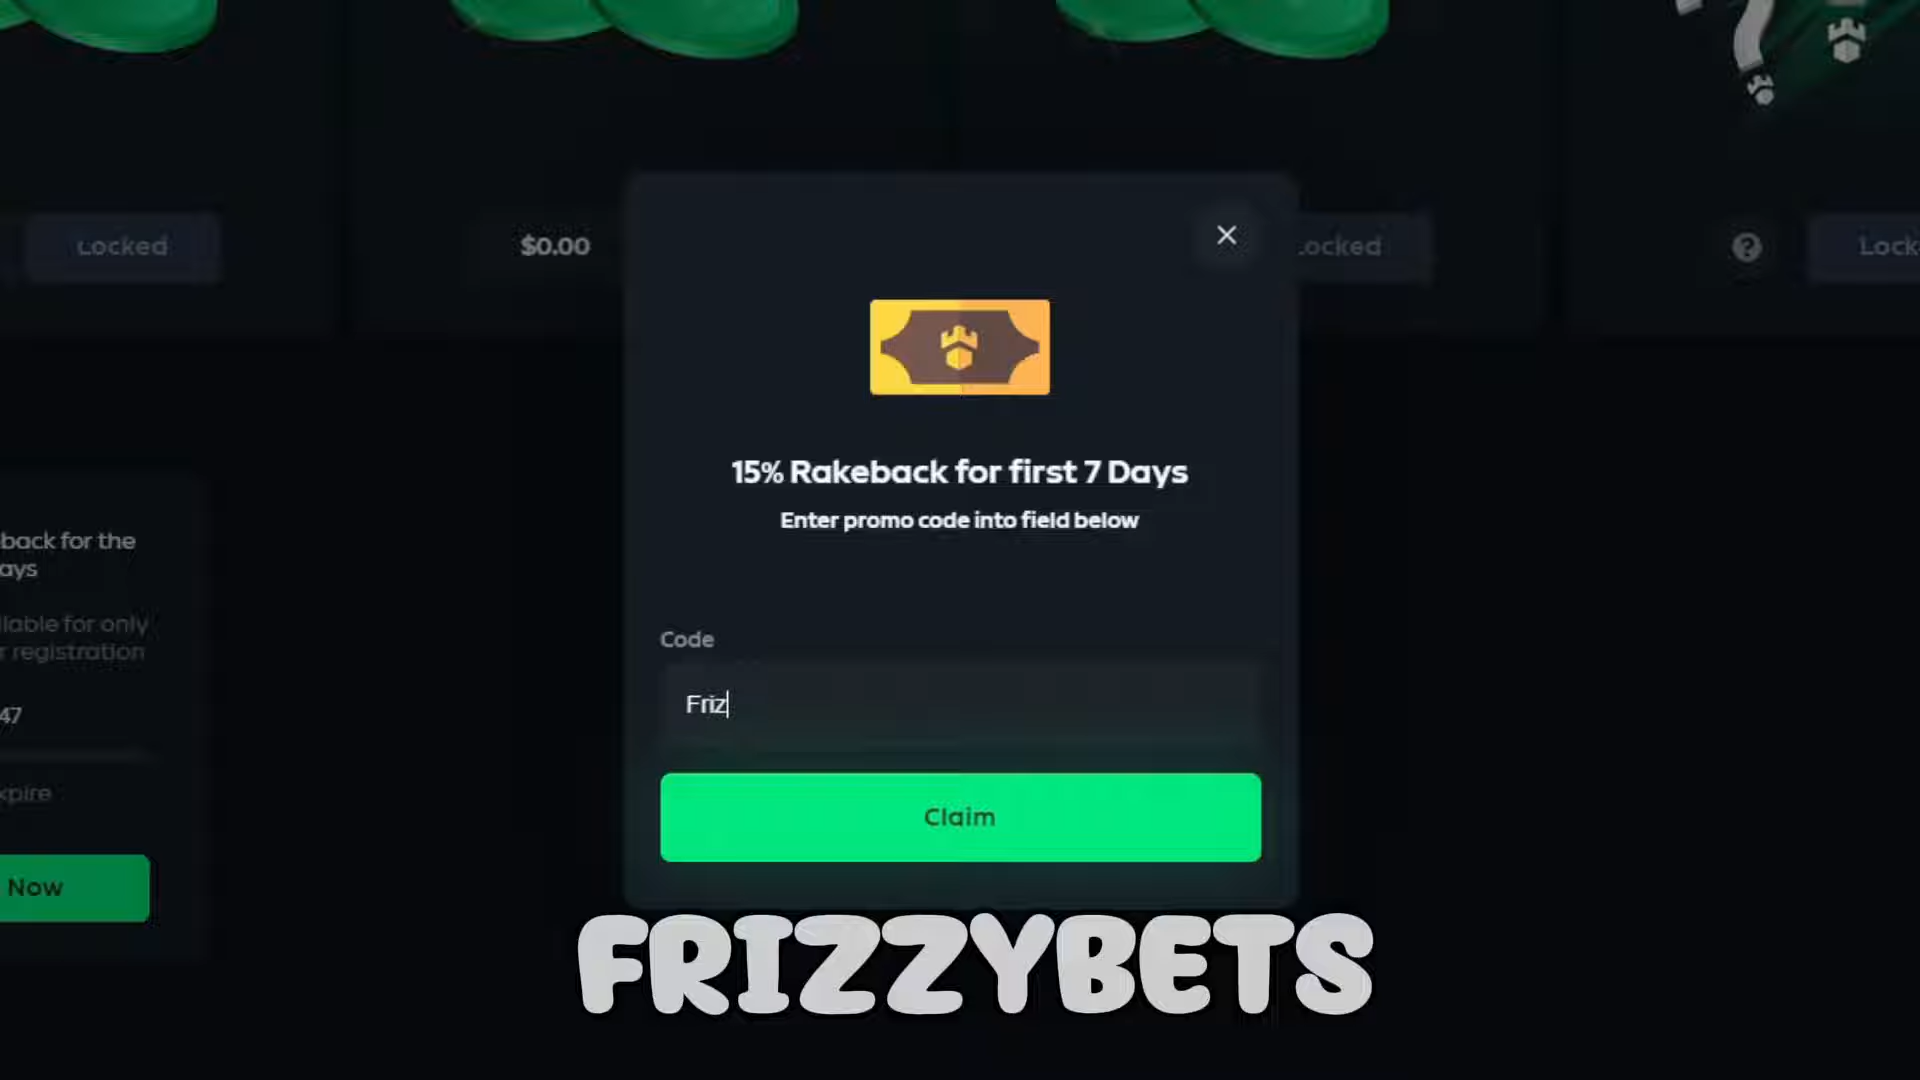 Locked
$0.00
Locked
Lock
15% Rakeback for first 7 Days
Enter promo code into field below
Code
Friz
Claim
back for the
ays
lable for only
r registration
47
xpire
Now
FRIZZYBETS